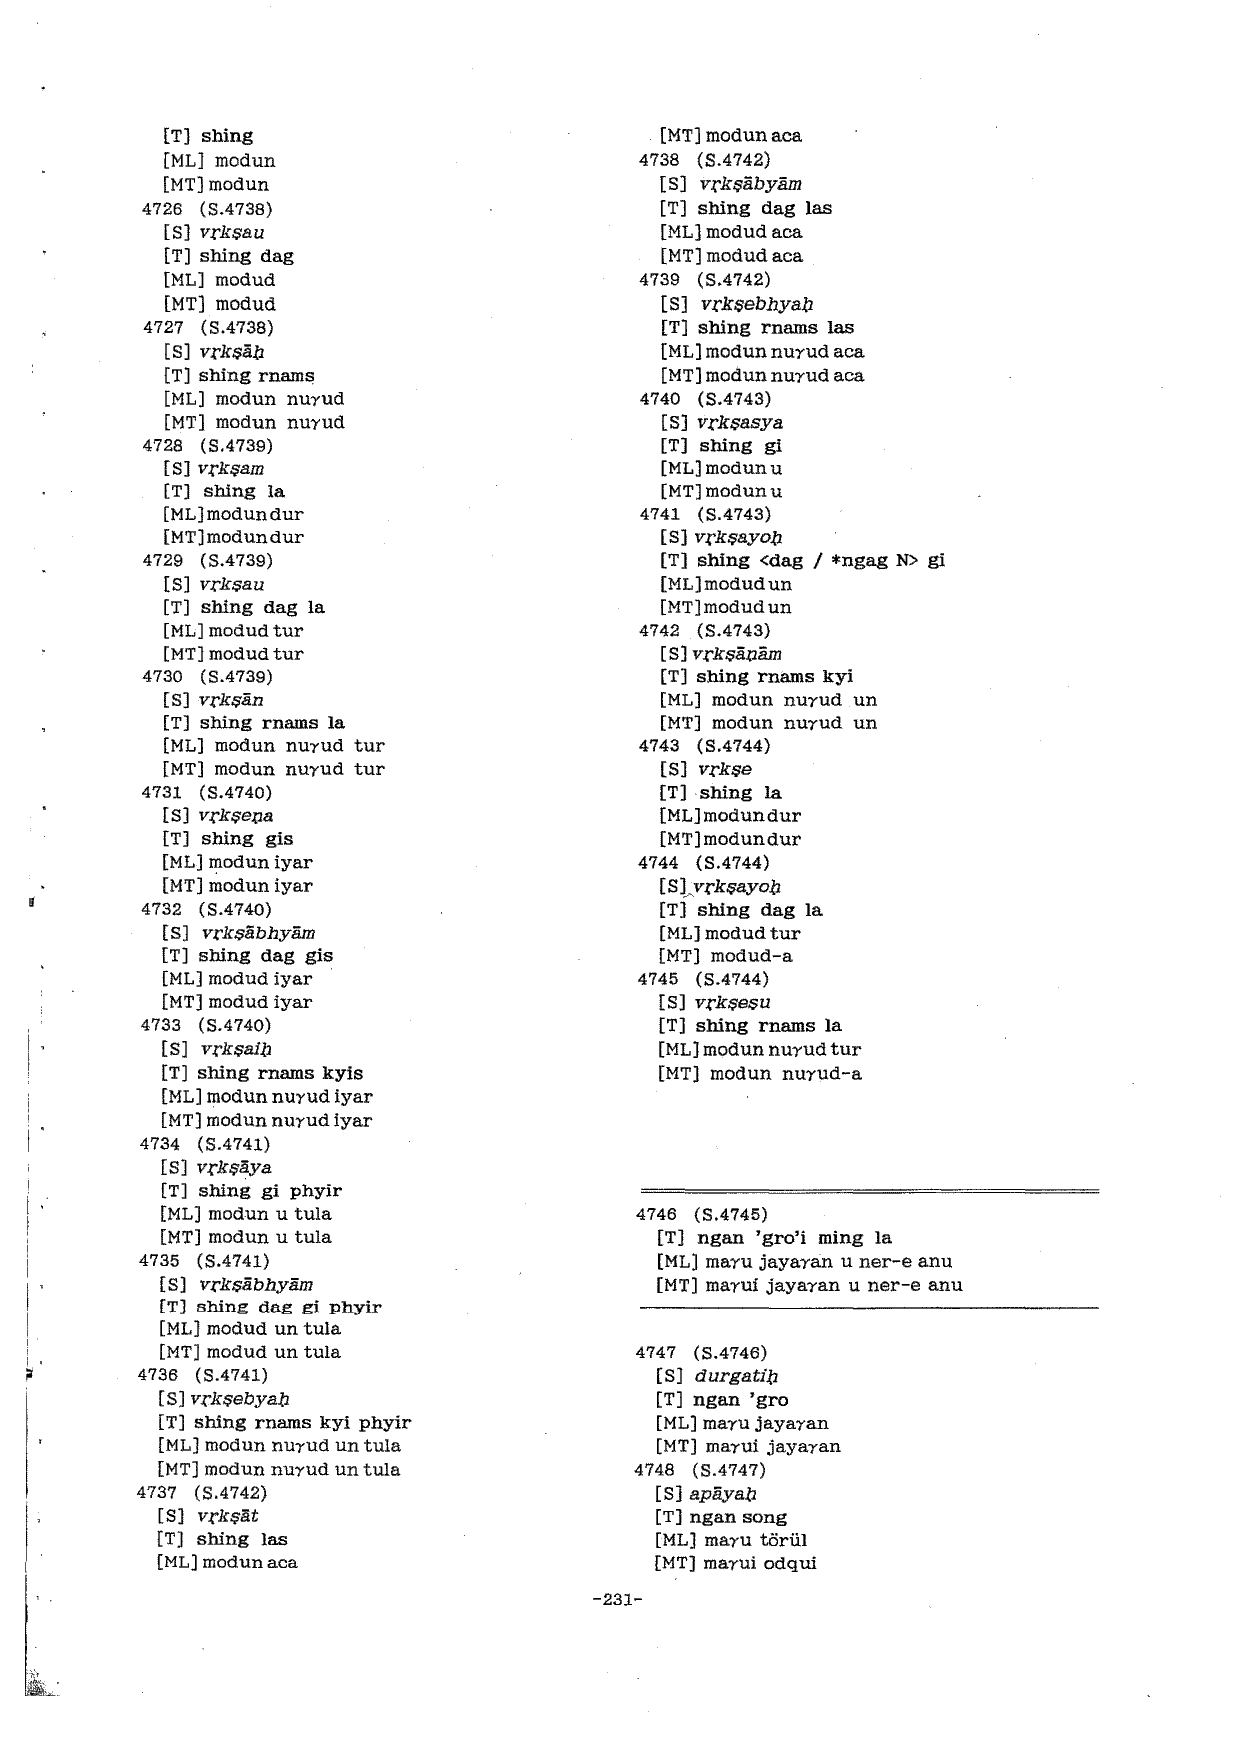 [T] shing
[ML] modun
[MT] modun
4726 (S.4738)
[S] vṛkṣau
[T] shing dag
[ML] modud
[MT] modud
4727 (S.4738)
[S] vṛkṣāḥ
[T] shing rnams
[ML] modun nuγud
[MT] modun nuγud
4728 (S.4739)
[S] vṛkṣam
[T] shing la
[ML] modun dur
[MT] modun dur
4729 (S.4739)
[S] vṛkṣau
[T] shing dag la
[ML] modud tur
[MT] modud tur
4730 (S.4739)
[S] vṛkṣān
[T] shing rnams la
[ML] modun nuγud tur
[MT] modun nuγud tur
4731 (S.4740)
[S] vṛkṣeṇa
[T] shing gis
[ML] modun iyar
[MT] modun iyar
4732 (S.4740)
[S] vṛkṣābhyām
[T] shing dag gis
[ML] modud iyar
[MT] modud iyar
4733 (S.4740)
[S] vṛkṣaiḥ
[T] shing rnams kyis
[ML] modun nuγud iyar
[MT] modun nuγud iyar
4734 (S.4741)
[S] vṛkṣāya
[T] shing gi phyir
[ML] modun u tula
[MT] modun u tula
4735 (S.4741)
[S] vṛkṣābhyām
[T] shing dag gi phyir
[ML] modud un tula
[MT] modud un tula
4736 (S.4741)
[S] vṛkṣebyaḥ
[T] shing rnams kyi phyir
[ML] modun nuγud un tula
[MT] modun nuγud un tula
4737 (S.4742)
[S] vṛkṣāt
[T] shing las
[ML] modun aca
[MT] modun aca
4738 (S.4742)
[S] vṛkṣābyām
[T] shing dag las
[ML] modud aca
[MT] modud aca
4739 (S.4742)
[S] vṛkṣebhyaḥ
[T] shing rnams las
[ML] modun nuγud aca
[MT] modun nuγud aca
4740 (S.4743)
[S] vṛkṣasya
[T] shing gi
[ML] modun u
[MT] modun u
4741 (S.4743)
[S] vṛkṣayoḥ
[T] shing <dag / *ngag N> gi
[ML] modud un
[MT] modud un
4742 (S.4743)
[S] vṛkṣāṇām
[T] shing rnams kyi
[ML] modun nuγud un
[MT] modun nuγud un
4743 (S.4744)
[S] vṛkṣe
[T] shing la
[ML] modun dur
[MT] modun dur
4744 (S.4744)
[S] vṛkṣayoḥ
[T] shing dag la
[ML] modud tur
[MT] modud-a
4745 (S.4744)
[S] vṛkṣeṣu
[T] shing rnams la
[ML] modun nuγud tur
[MT] modun nuγud-a
4746 (S.4745)
[T] ngan 'gro'i ming la
[ML] maγu jayaγan u ner-e anu
[MT] maγui jayaγan u ner-e anu
4747 (S.4746)
[S] durgatiḥ
[T] ngan 'gro
[ML] maγu jayaγan
[MT] maγui jayaγan
4748 (S.4747)
[S] apāyaḥ
[T] ngan song
[ML] maγu törül
[MT] maγui odqui
-231-